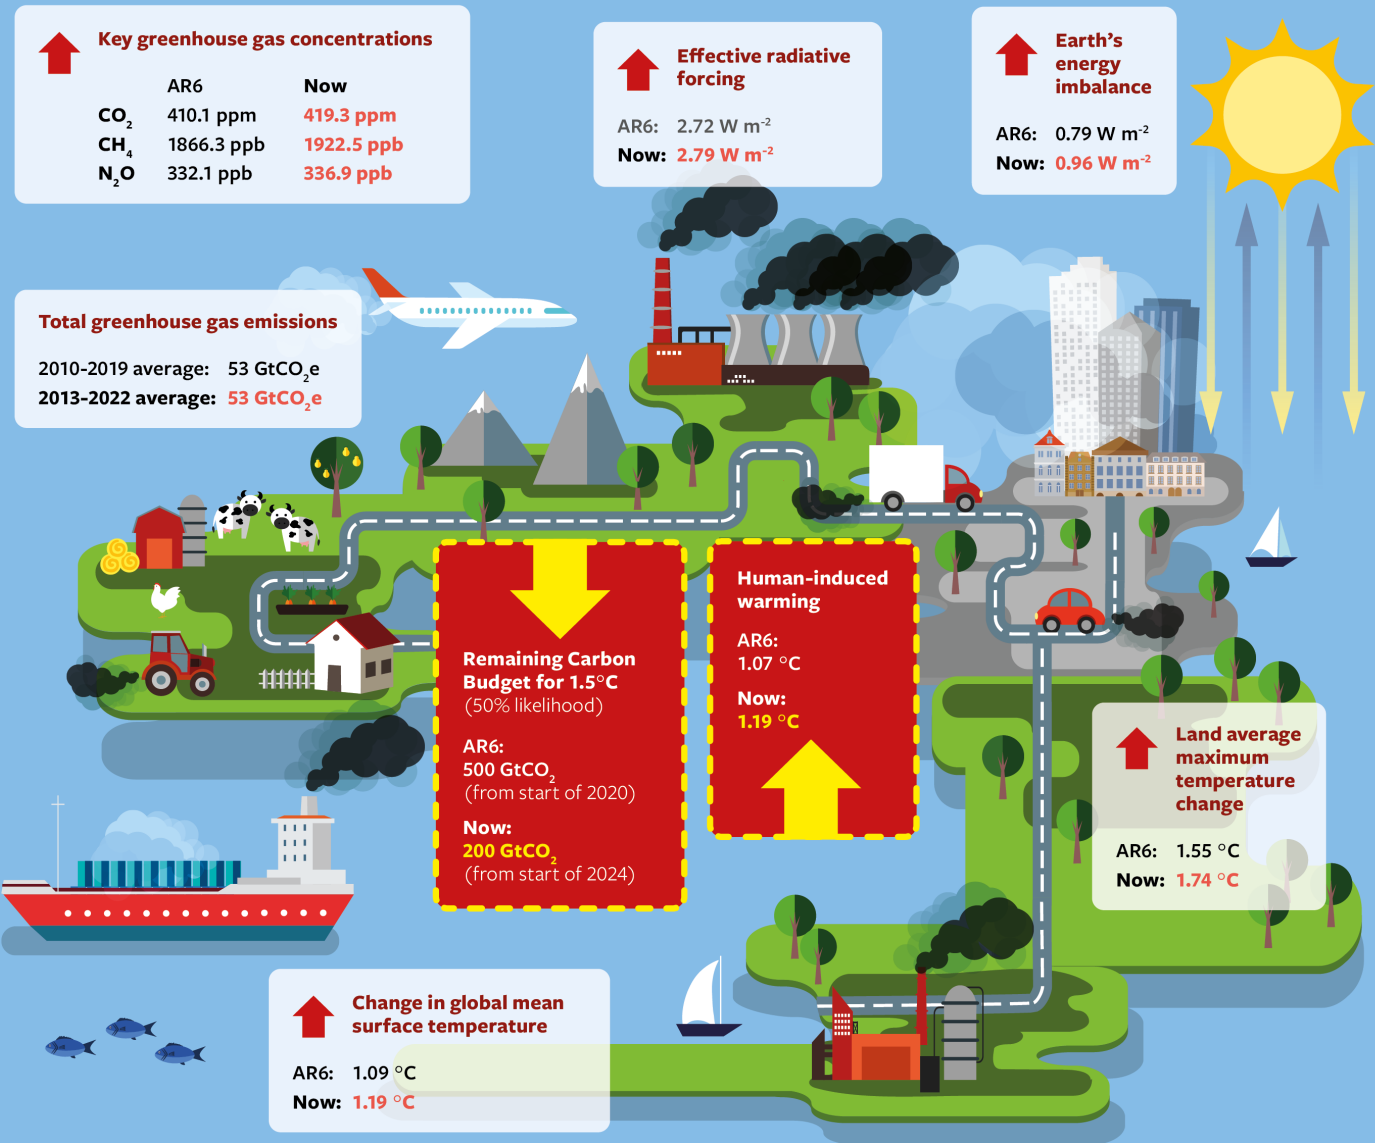 Key greenhouse gas concentrations
AR6 Now
CO₂ 410.1 ppm 419.3 ppm
CH₄ 1866.3 ppb 1922.5 ppb
N₂O 332.1 ppb 336.9 ppb
Effective radiative
forcing
AR6: 2.72 W m⁻²
Now: 2.79 W m⁻²
Earth's
energy
imbalance
AR6: 0.79 W m⁻²
Now: 0.96 W m⁻²
Total greenhouse gas emissions
2010-2019 average: 53 GtCO₂e
2013-2022 average: 53 GtCO₂e
Remaining Carbon
Budget for 1.5°C
(50% likelihood)
AR6:
500 GtCO₂
(from start of 2020)
Now:
200 GtCO₂
(from start of 2024)
Human-induced
warming
AR6:
1.07 °C
Now:
1.19 °C
Land average
maximum
temperature
change
AR6: 1.55 °C
Now: 1.74 °C
Change in global mean
surface temperature
AR6: 1.09 °C
Now: 1.19 °C